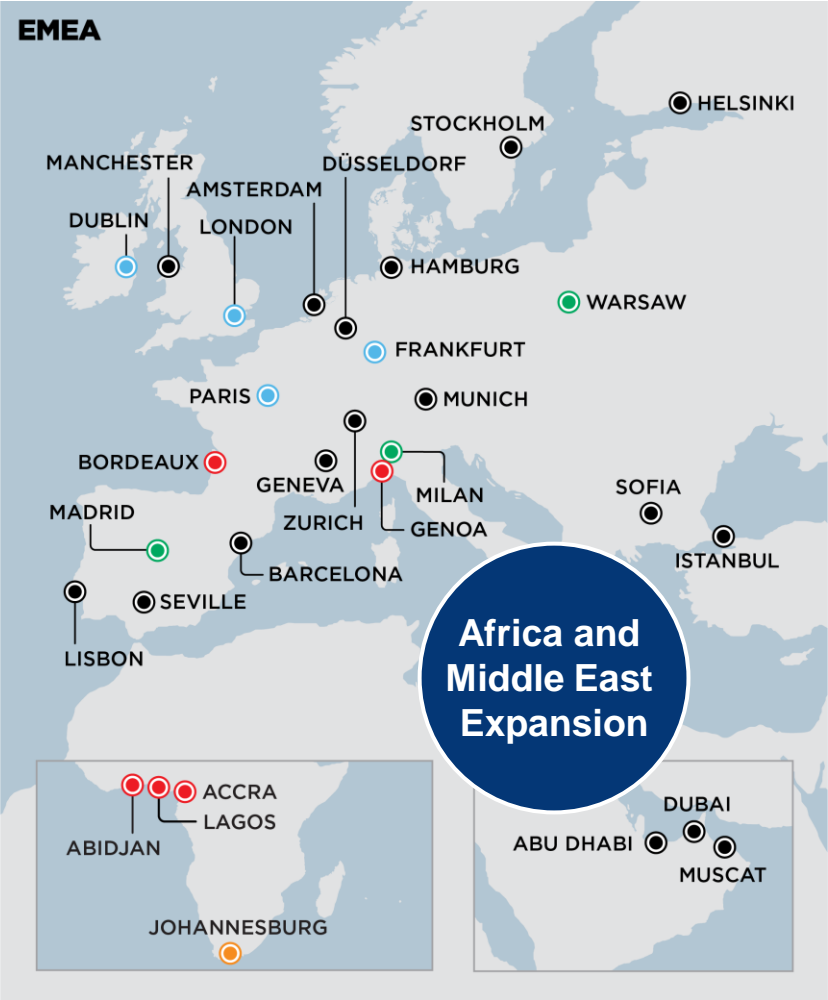 EMEA
HELSINKI
STOCKHOLM
MANCHESTER
DÜSSELDORF
AMSTERDAM
DUBLIN
LONDON
HAMBURG
WARSAW
FRANKFURT
PARIS
MUNICH
BORDEAUX
GENEVA
MILAN
SOFIA
MADRID
ZURICH
GENOA
ISTANBUL
BARCELONA
SEVILLE
LISBON
Africa and
Middle East
Expansion
ACCRA
LAGOS
ABIDJAN
JOHANNESBURG
DUBAI
ABU DHABI
MUSCAT